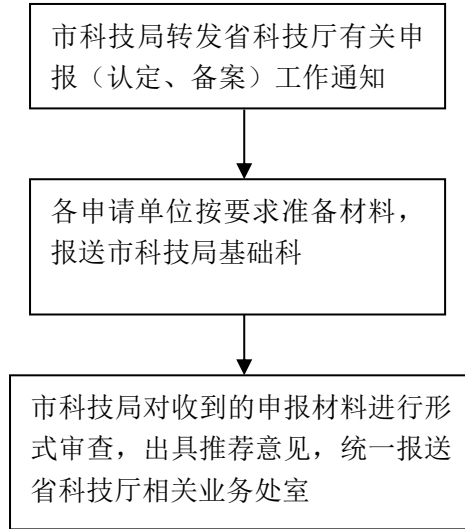 市科技局转发省科技厅有关申
报（认定、备案）工作通知
各申请单位按要求准备材料，
报送市科技局基础科
市科技局对收到的申报材料进行形
式审查，出具推荐意见，统一报送
省科技厅相关业务处室